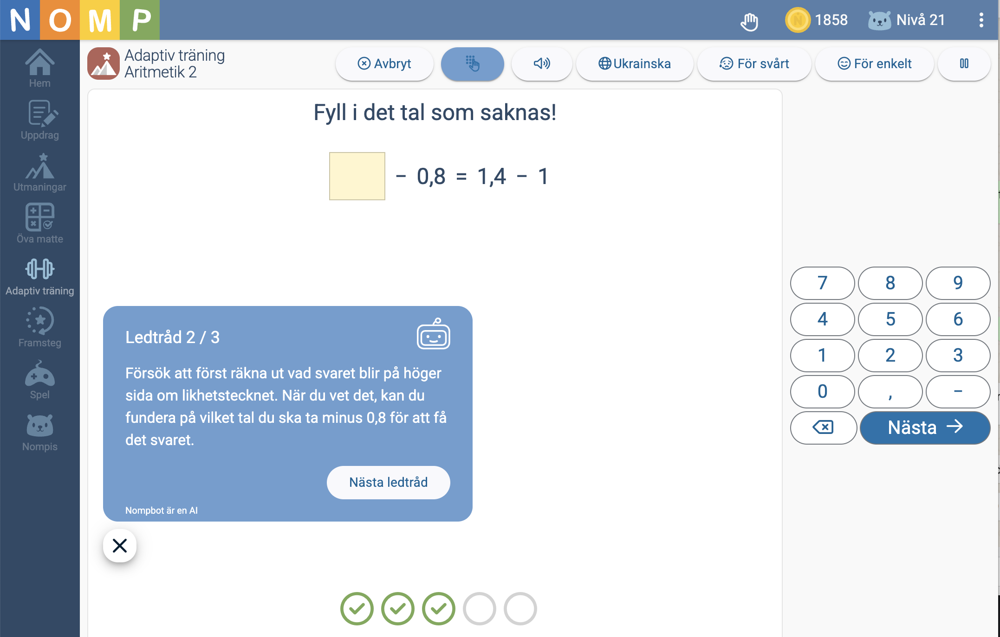 NOMP
1858
Nivå 21
Hem
Uppdrag
Utmaningar
Öva matte
Adaptiv träning
Framsteg
Spel
Nompis
Adaptiv träning
Aritmetik 2
Avbryt
Ukrainska
För svårt
För enkelt
Fyll i det tal som saknas!
− 0,8 = 1,4 − 1
Ledtråd 2 / 3
Försök att först räkna ut vad svaret blir på höger
sida om likhetstecknet. När du vet det, kan du
fundera på vilket tal du ska ta minus 0,8 för att få
det svaret.
Nästa ledtråd
Nompbot är en AI
7 8 9
4 5 6
1 2 3
0 , −
Nästa →